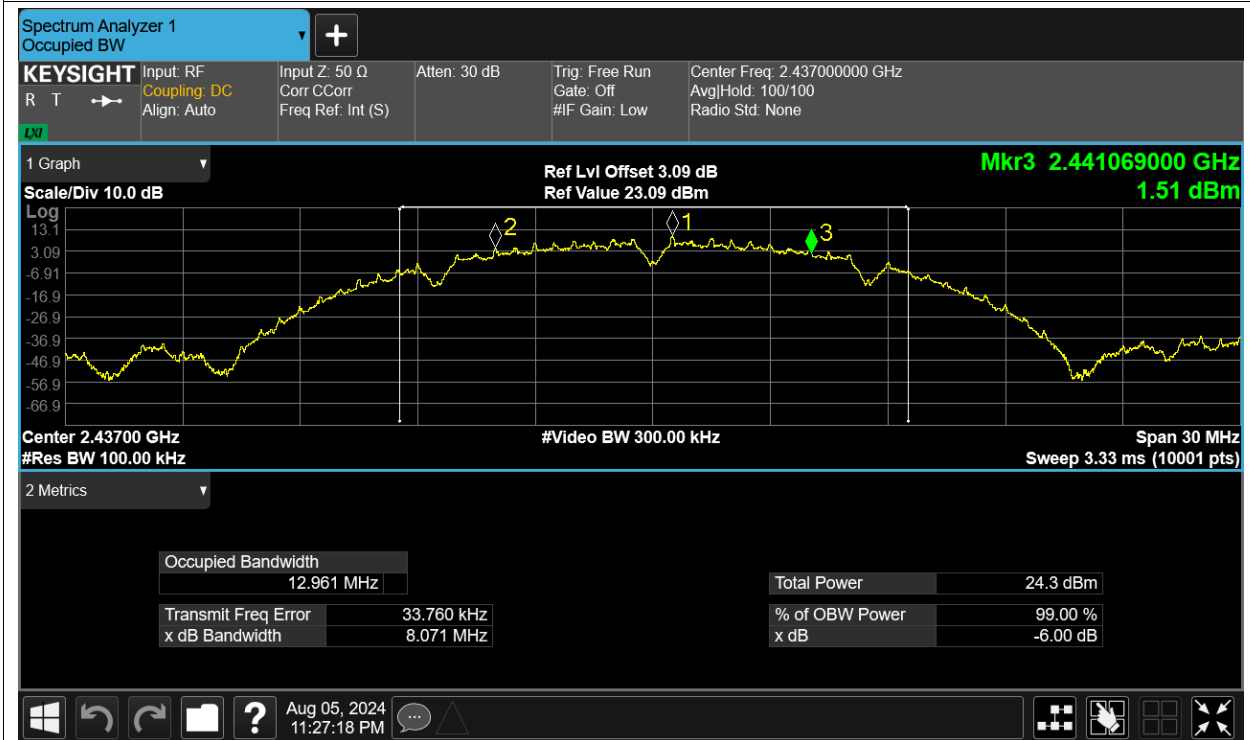 Spectrum Analyzer 1
Occupied BW
KEYSIGHT
R T
LXI
Input: RF
Coupling: DC
Align: Auto
Input Z: 50 Ω
Corr CCorr
Freq Ref: Int (S)
Atten: 30 dB
Trig: Free Run
Gate: Off
#IF Gain: Low
Center Freq: 2.437000000 GHz
Avg|Hold: 100/100
Radio Std: None
1 Graph
Scale/Div 10.0 dB
Ref Lvl Offset 3.09 dB
Ref Value 23.09 dBm
Mkr3 2.441069000 GHz
1.51 dBm
Log
13.1
3.09
-6.91
-16.9
-26.9
-36.9
-46.9
-56.9
-66.9
2
1
3
Center 2.43700 GHz
#Video BW 300.00 kHz
Span 30 MHz
#Res BW 100.00 kHz
Sweep 3.33 ms (10001 pts)
2 Metrics
Occupied Bandwidth
12.961 MHz
Total Power 24.3 dBm
Transmit Freq Error 33.760 kHz
% of OBW Power 99.00 %
x dB Bandwidth 8.071 MHz
x dB -6.00 dB
?
Aug 05, 2024
11:27:18 PM